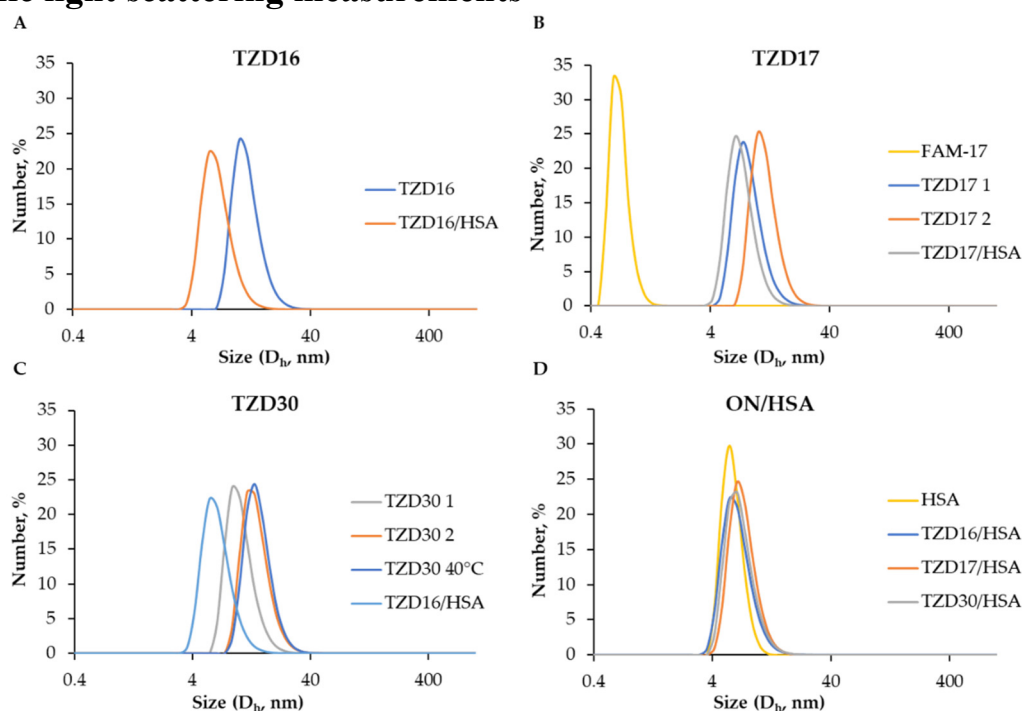 light scattering measurements
A
TZD16
35
30
25
20
15
10
5
0
Number, %
0.4
4
40
400
Size (Dh, nm)
TZD16
TZD16/HSA
B
TZD17
35
30
25
20
15
10
5
0
Number, %
0.4
4
40
400
Size (Dh, nm)
FAM-17
TZD17 1
TZD17 2
TZD17/HSA
C
TZD30
35
30
25
20
15
10
5
0
Number, %
0.4
4
40
400
Size (Dh, nm)
TZD30 1
TZD30 2
TZD30 40°C
TZD16/HSA
D
ON/HSA
35
30
25
20
15
10
5
0
Number, %
0.4
4
40
400
Size (Dh, nm)
HSA
TZD16/HSA
TZD17/HSA
TZD30/HSA